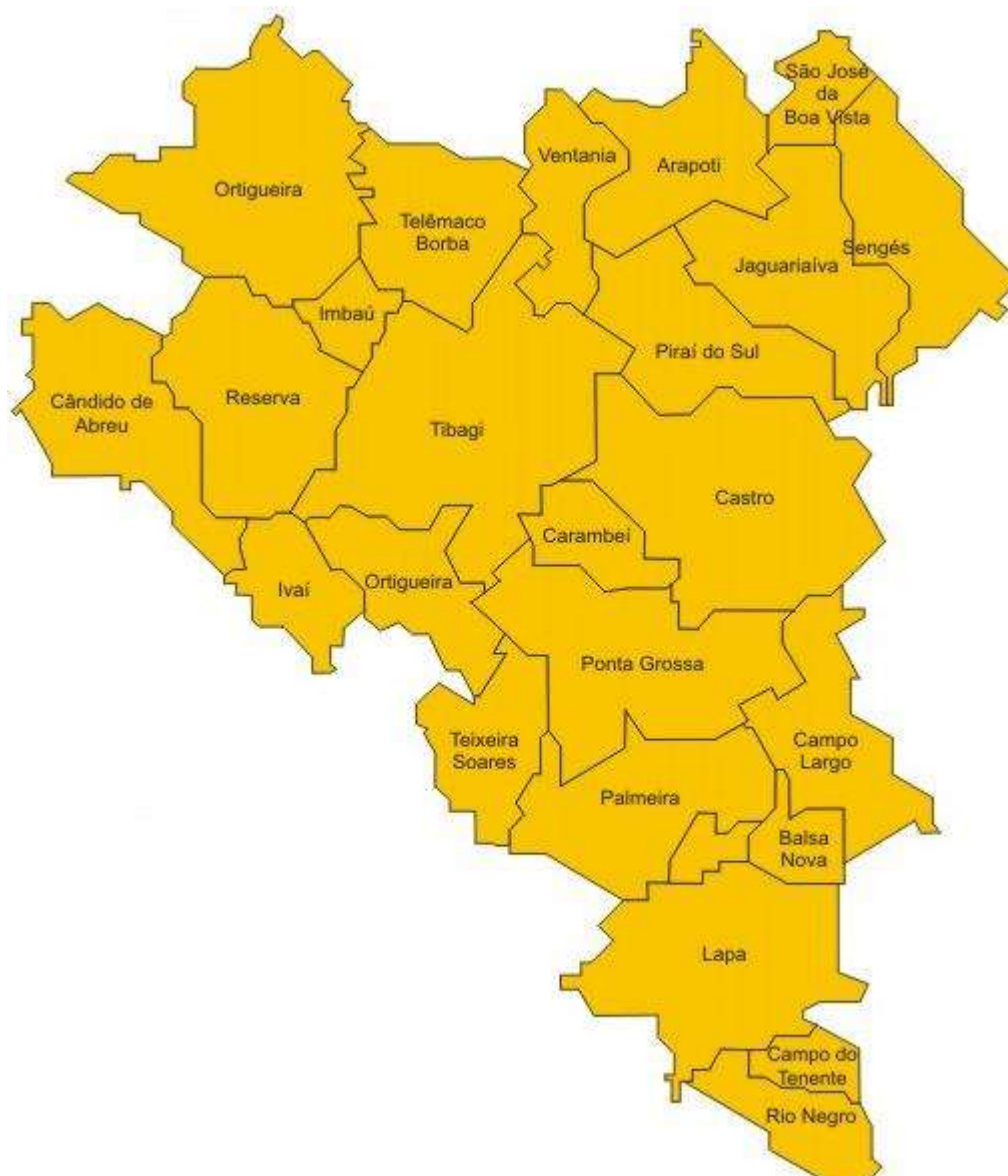 São José
da
Boa Vista
Ventania
Arapoti
Ortigueira
Telêmaco
Borba
Sengés
Jaguariaíva
Imbaú
Piraí do Sul
Reserva
Cândido de
Abreu
Tibagi
Castro
Carambeí
Ortigueira
Ivaí
Ponta Grossa
Teixeira
Soares
Campo
Largo
Palmeira
Balsa
Nova
Lapa
Campo do
Tenente
Rio Negro